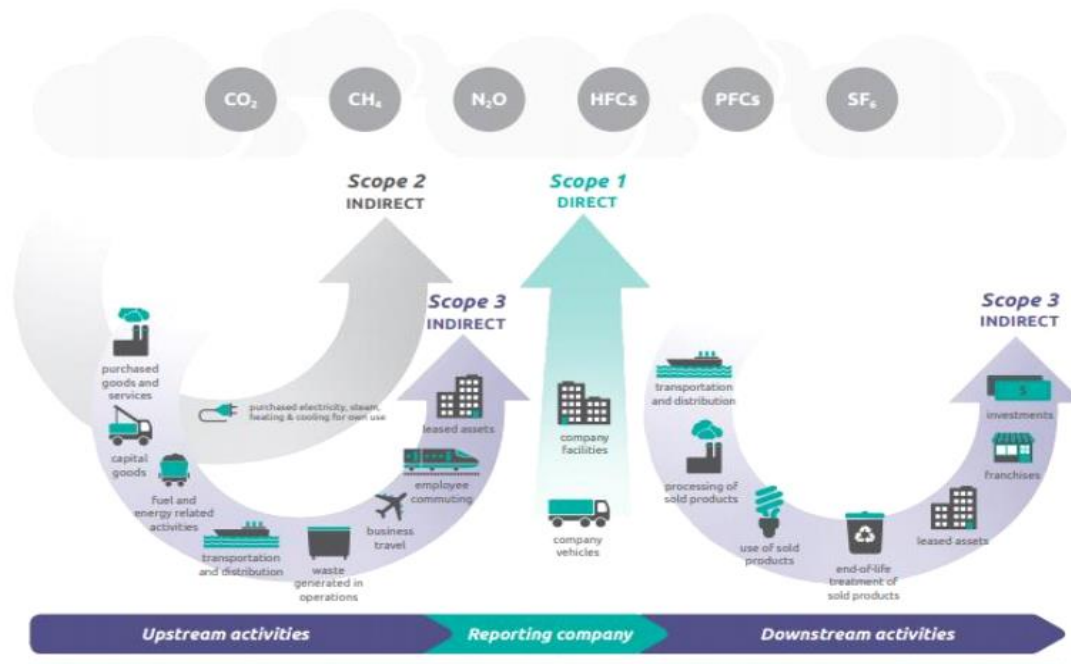 CO₂
CH₄
N₂O
HFCs
PFCs
SF₆
Scope 2
INDIRECT
Scope 1
DIRECT
Scope 3
INDIRECT
Scope 3
INDIRECT
purchased
goods and
services
capital
goods
fuel and
energy related
activities
purchased electricity, steam,
heating & cooling for own use
transportation
and distribution
waste
generated in
operations
business
travel
employee
commuting
leased assets
company
facilities
company
vehicles
transportation
and distribution
processing of
sold products
use of sold
products
end-of-life
treatment of
sold products
leased assets
franchises
$
investments
Upstream activities
Reporting company
Downstream activities